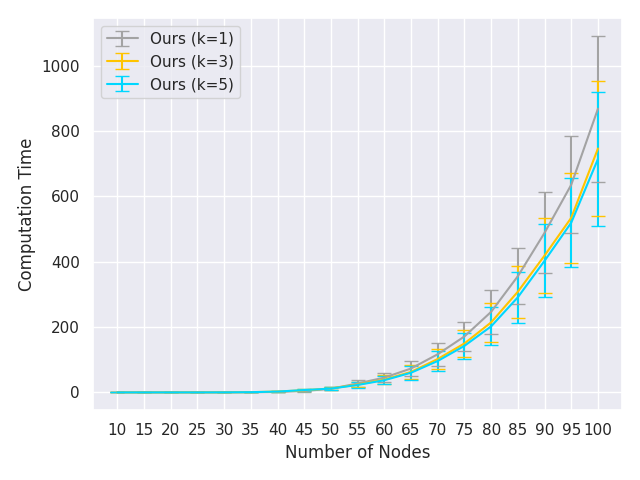 Ours (k=1)
Ours (k=3)
Ours (k=5)
1000
800
600
400
200
0
Computation Time
10 15 20 25 30 35 40 45 50 55 60 65 70 75 80 85 90 95 100
Number of Nodes